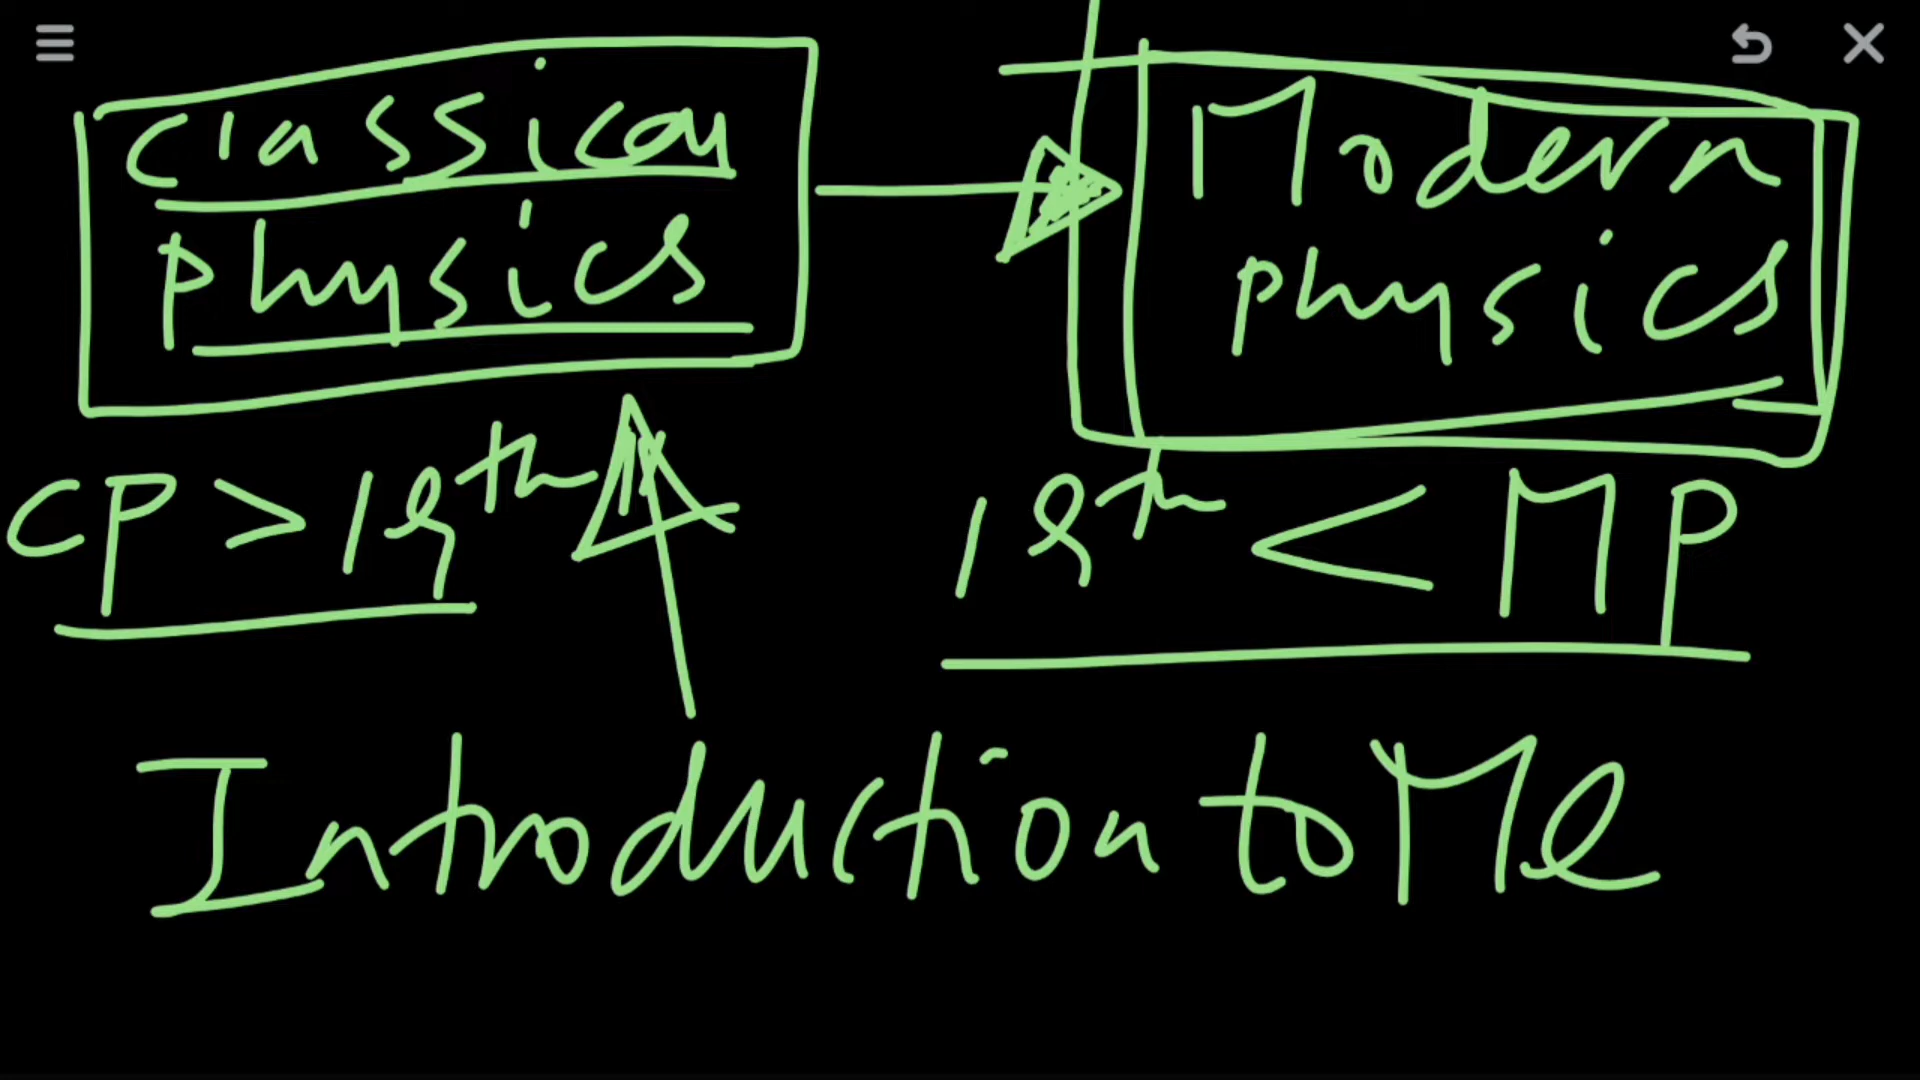 Classical
physics
Modern
physics
CP > 19th
19th < MP
Introduction to Me